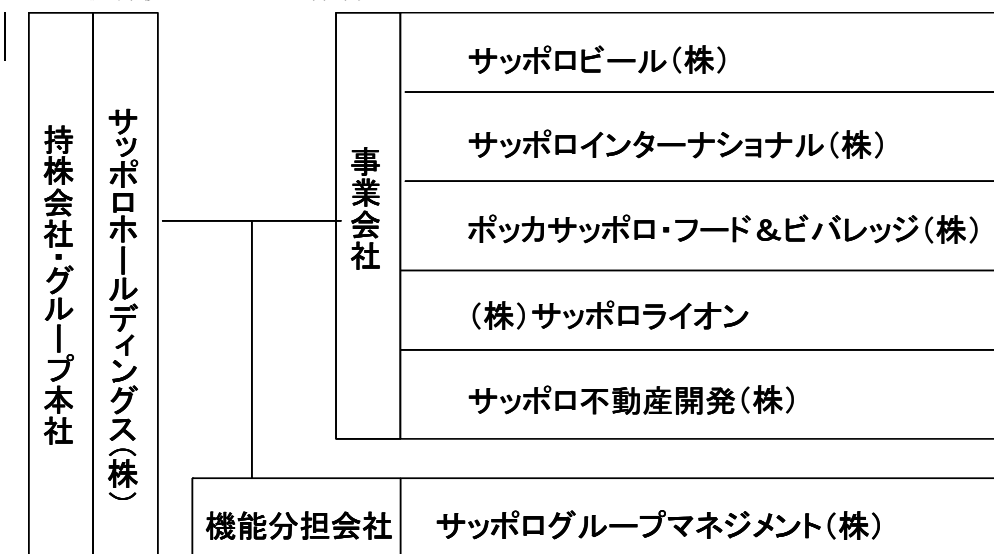 持株会社・グループ本社
サッポロホールディングス（株）
事業会社
サッポロビール（株）
サッポロインターナショナル（株）
ポッカサッポロ・フード＆ビバレッジ（株）
（株）サッポロライオン
サッポロ不動産開発（株）
機能分担会社
サッポログループマネジメント（株）